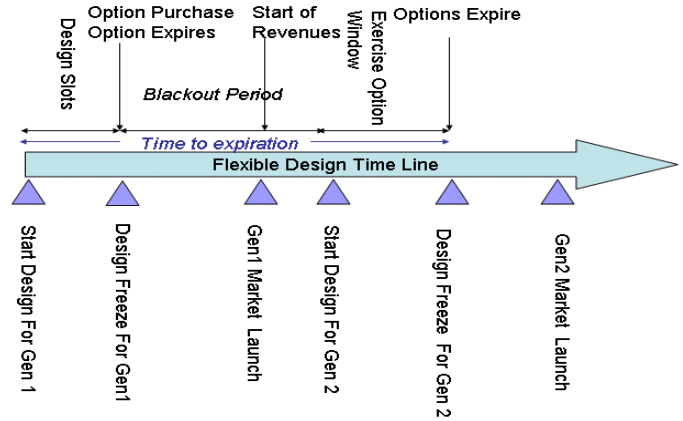 Option Purchase
Option Expires
Start of
Revenues
Options Expire
Design Slots
Exercise Option
Window
Blackout Period
Time to expiration
Flexible Design Time Line
Start Design For Gen 1
Design Freeze For Gen1
Gen1 Market Launch
Start Design For Gen 2
Design Freeze For Gen 2
Gen2 Market Launch